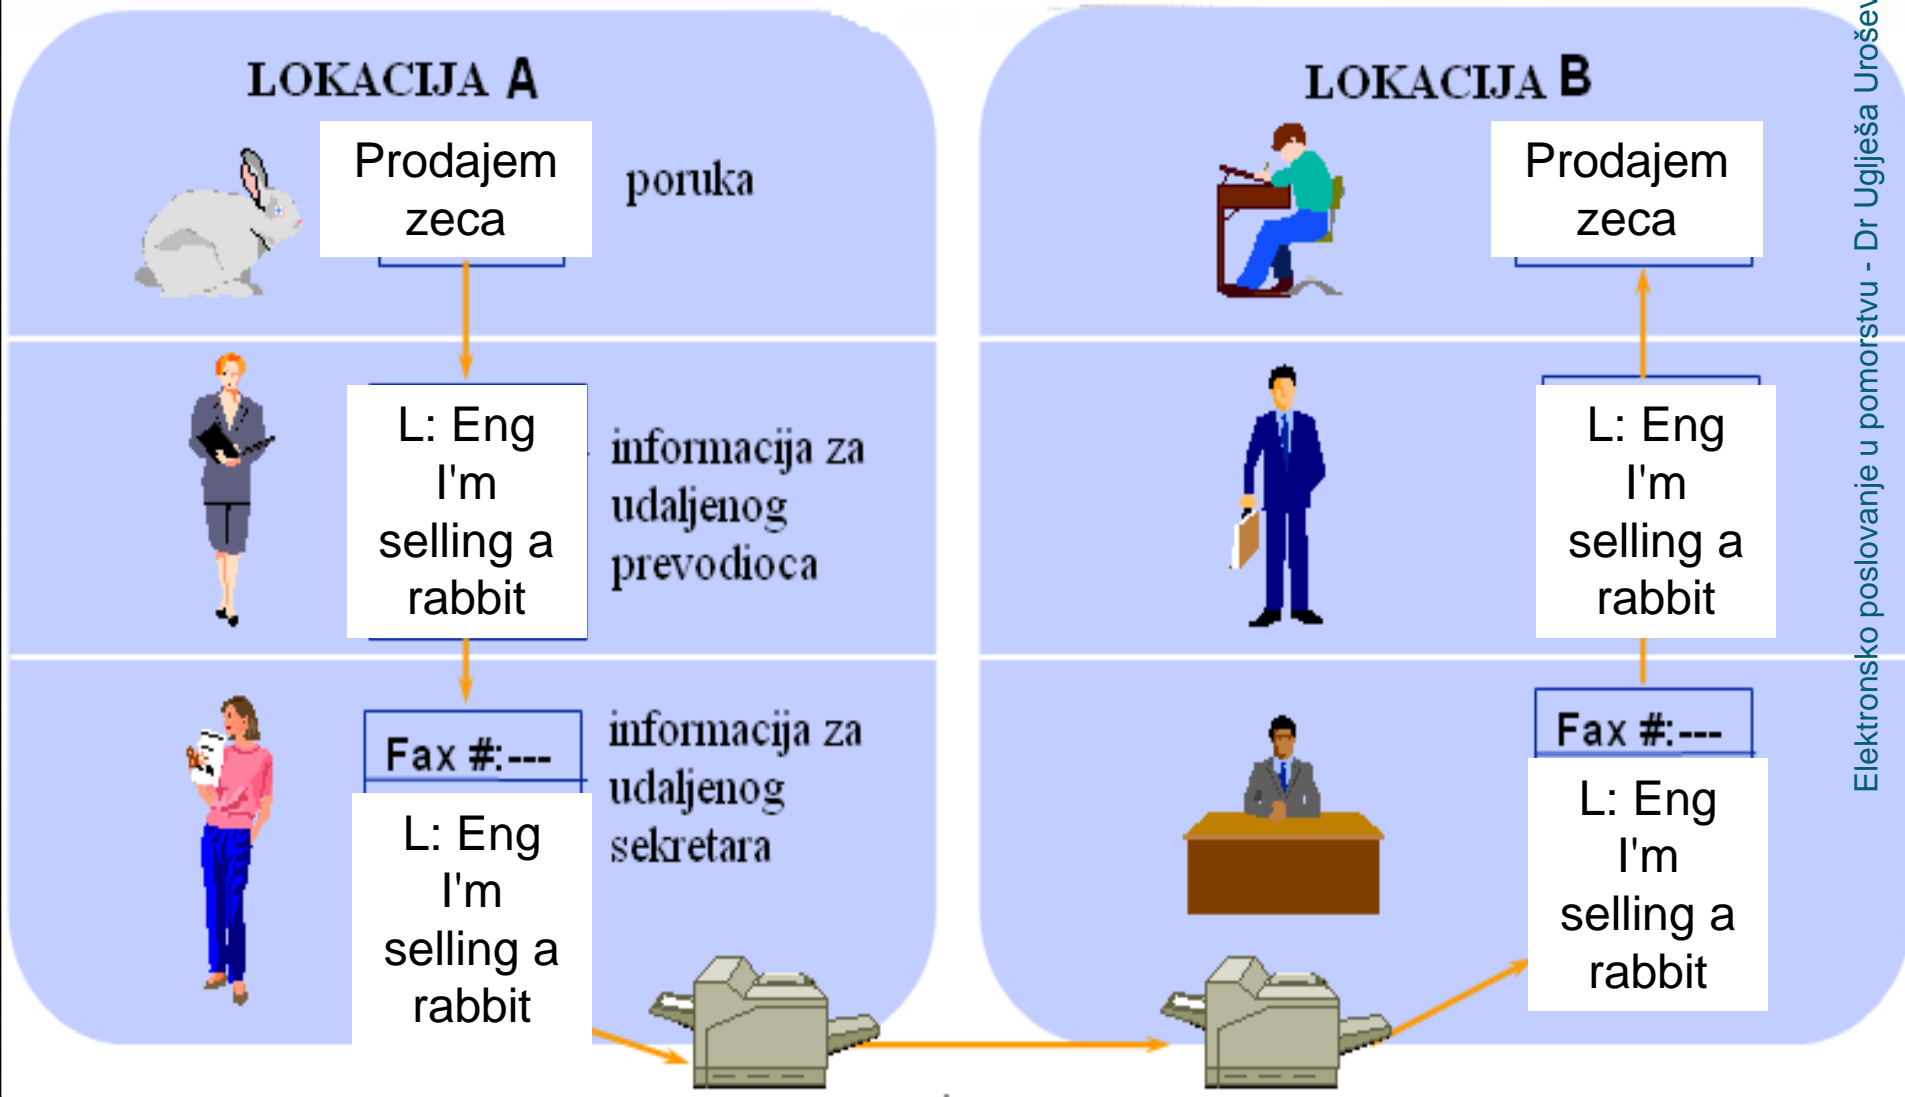 LOKACIJA A
Prodajem
zeca
poruka
L: Eng
I'm
selling a
rabbit
informacija za
udaljenog
prevodioca
Fax #:---
L: Eng
I'm
selling a
rabbit
informacija za
udaljenog
sekretara
LOKACIJA B
Prodajem
zeca
L: Eng
I'm
selling a
rabbit
Fax #:---
L: Eng
I'm
selling a
rabbit
Elektronsko poslovanje u pomorstvu - Dr Uglješa Urošev